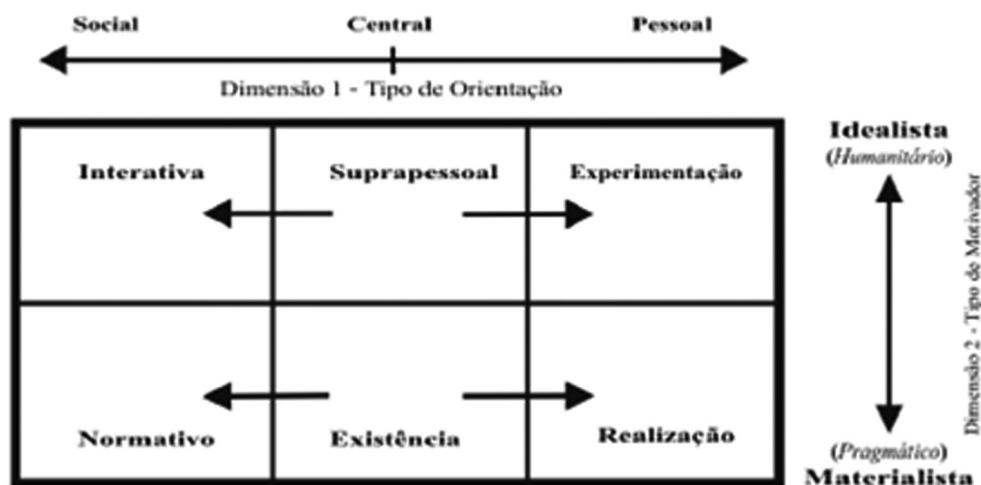 Social Central Pessoal
Dimensão 1 - Tipo de Orientação
Idealista
(Humanitário)
Interativa Suprapessoal Experimentação
Dimensão 2 - Tipo de Motivador
Normativo Existência Realização
(Pragmático)
Materialista